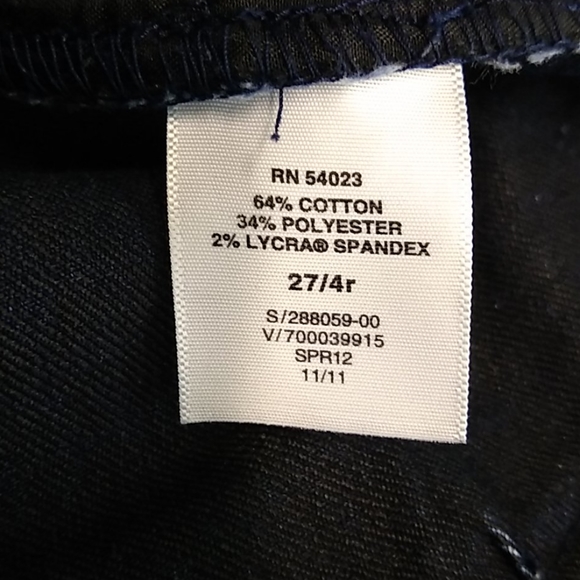 RN 54023
64% COTTON
34% POLYESTER
2% LYCRA® SPANDEX
27/4r
S/288059-00
V/700039915
SPR12
11/11